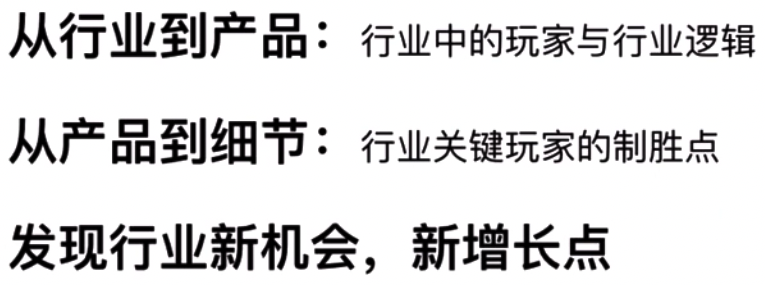 从行业到产品：行业中的玩家与行业逻辑
从产品到细节：行业关键玩家的制胜点
发现行业新机会，新增长点